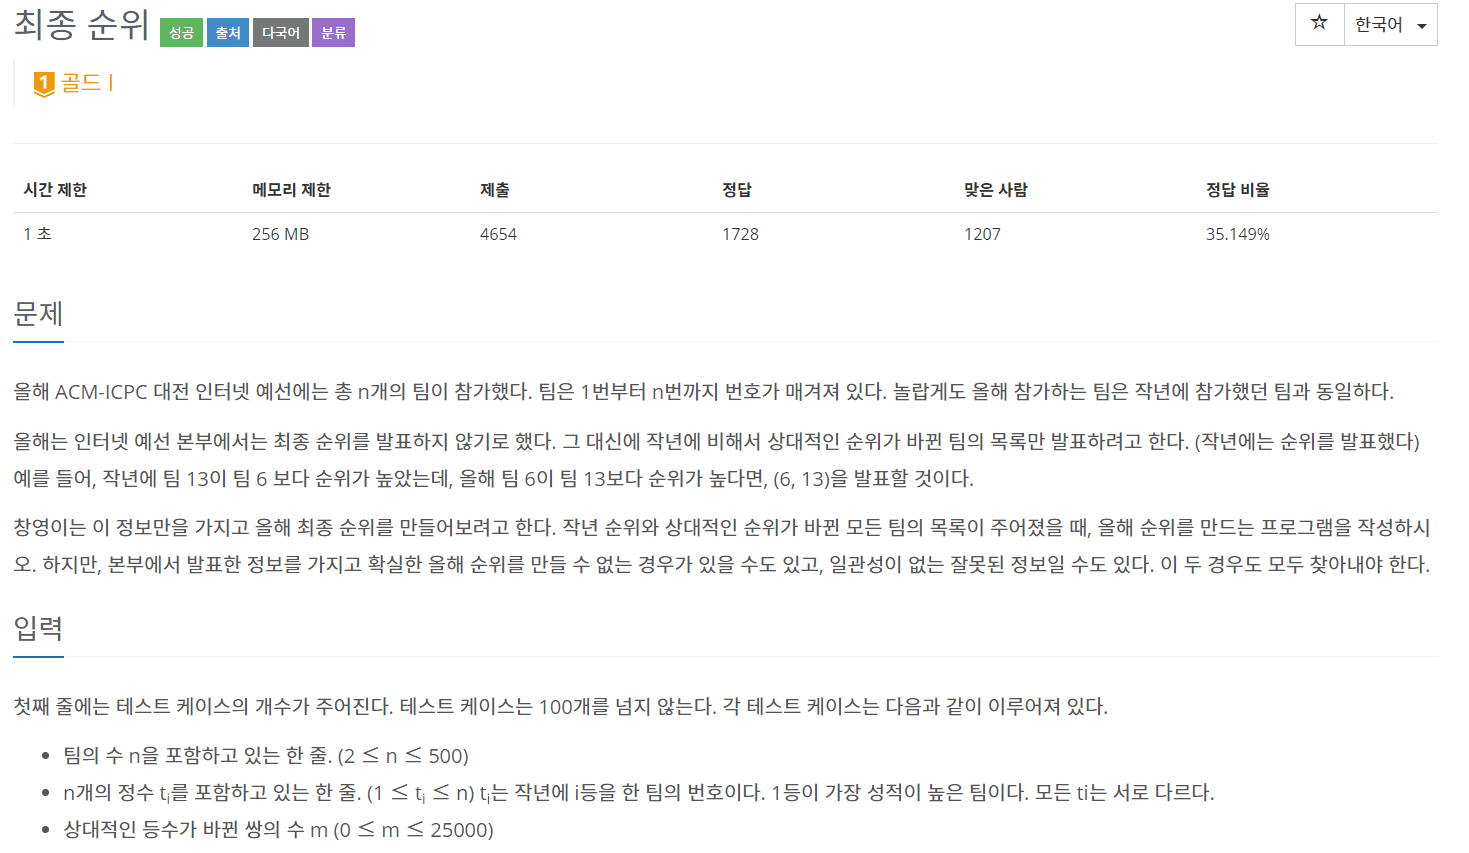 최종 순위 성공 출처 다국어 분류 ☆ 한국어
1 골드 I
시간 제한 메모리 제한 제출 정답 맞은 사람 정답 비율
1 초 256 MB 4654 1728 1207 35.149%
문제
올해 ACM-ICPC 대전 인터넷 예선에는 총 n개의 팀이 참가했다. 팀은 1번부터 n번까지 번호가 매겨져 있다. 놀랍게도 올해 참가하는 팀은 작년에 참가했던 팀과 동일하다.
올해는 인터넷 예선 본부에서는 최종 순위를 발표하지 않기로 했다. 그 대신에 작년에 비해서 상대적인 순위가 바뀐 팀의 목록만 발표하려고 한다. (작년에는 순위를 발표했다)
예를 들어, 작년에 팀 13이 팀 6 보다 순위가 높았는데, 올해 팀 6이 팀 13보다 순위가 높다면, (6, 13)을 발표할 것이다.
창영이는 이 정보만을 가지고 올해 최종 순위를 만들어보려고 한다. 작년 순위와 상대적인 순위가 바뀐 모든 팀의 목록이 주어졌을 때, 올해 순위를 만드는 프로그램을 작성하시
오. 하지만, 본부에서 발표한 정보를 가지고 확실한 올해 순위를 만들 수 없는 경우가 있을 수도 있고, 일관성이 없는 잘못된 정보일 수도 있다. 이 두 경우도 모두 찾아내야 한다.
입력
첫째 줄에는 테스트 케이스의 개수가 주어진다. 테스트 케이스는 100개를 넘지 않는다. 각 테스트 케이스는 다음과 같이 이루어져 있다.
• 팀의 수 n을 포함하고 있는 한 줄. (2 ≤ n ≤ 500)
• n개의 정수 ti를 포함하고 있는 한 줄. (1 ≤ ti ≤ n) ti는 작년에 i등을 한 팀의 번호이다. 1등이 가장 성적이 높은 팀이다. 모든 ti는 서로 다르다.
• 상대적인 등수가 바뀐 쌍의 수 m (0 ≤ m ≤ 25000)